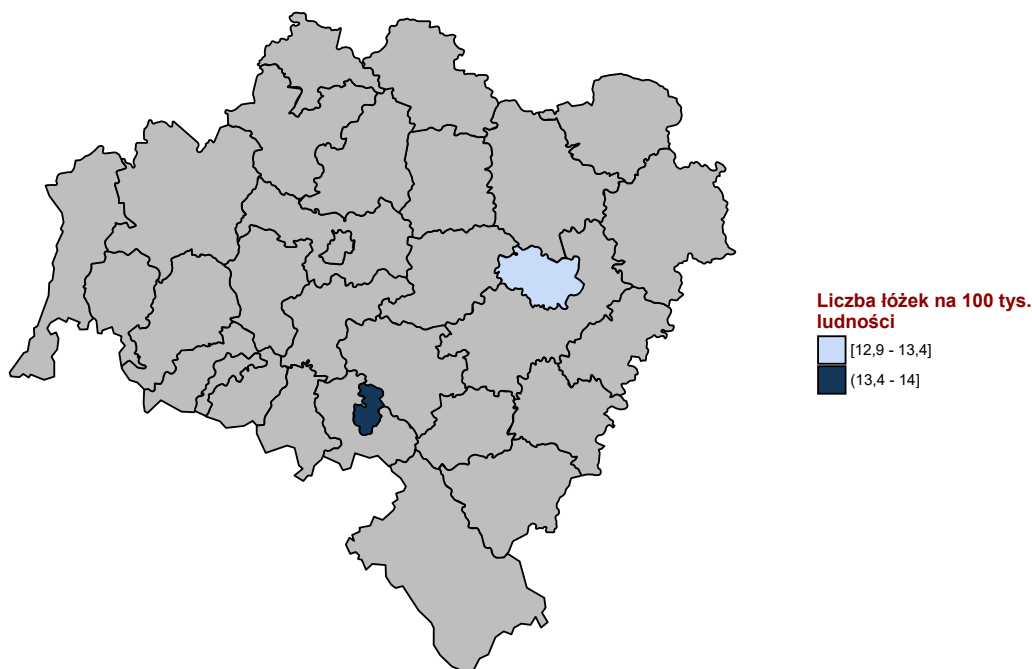 Liczba łóżek na 100 tys.
ludności
[12,9 - 13,4]
(13,4 - 14]